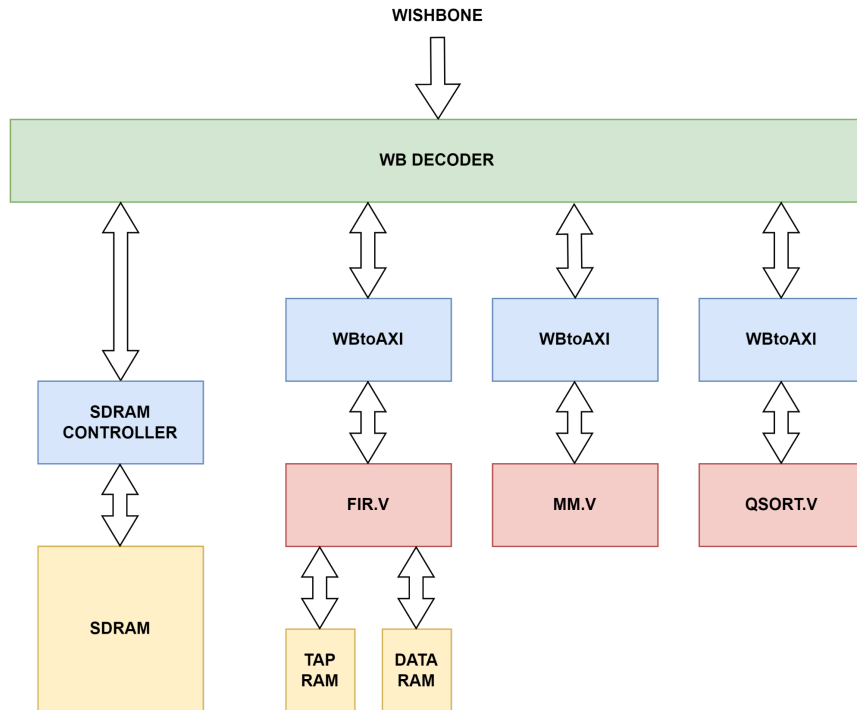 WISHBONE
WB DECODER
WBtoAXI
WBtoAXI
WBtoAXI
SDRAM
CONTROLLER
FIR.V
MM.V
QSORT.V
SDRAM
TAP
RAM
DATA
RAM